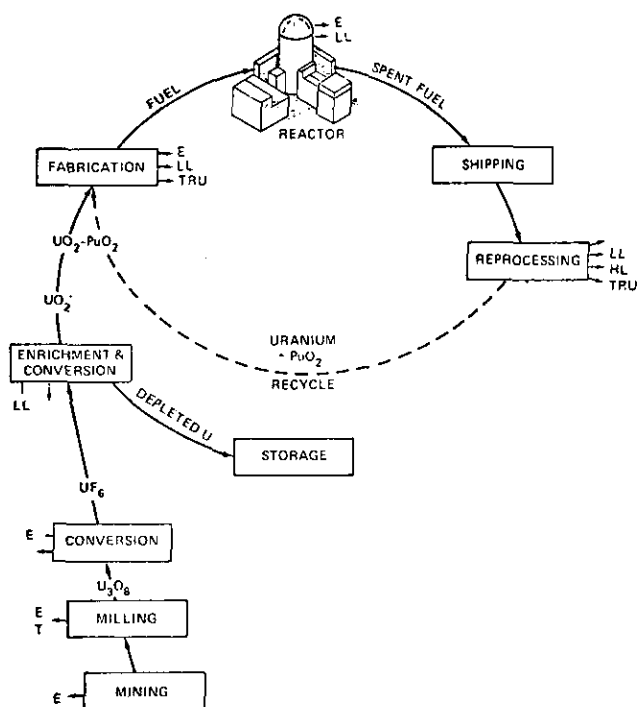 E
LL
FUEL
SPENT FUEL
REACTOR
FABRICATION
E
LL
TRU
SHIPPING
UO₂-PuO₂
REPROCESSING
LL
HL
TRU
UO₂
URANIUM
PuO₂
RECYCLE
ENRICHMENT &
CONVERSION
LL
DEPLETED U
STORAGE
UF₆
E
CONVERSION
U₃O₈
E
T
MILLING
E
MINING